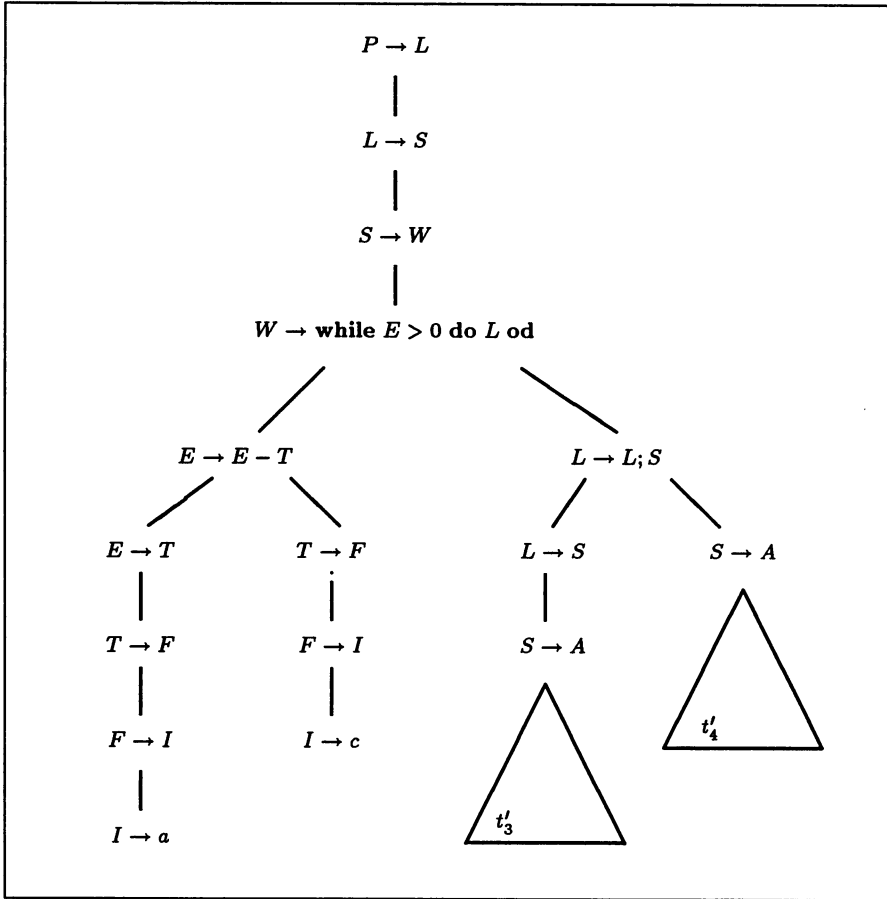 P → L
L → S
S → W
W → while E > 0 do L od
E → E − T
L → L; S
E → T
T → F
L → S
S → A
T → F
F → I
S → A
F → I
I → c
t′₄
I → a
t′₃